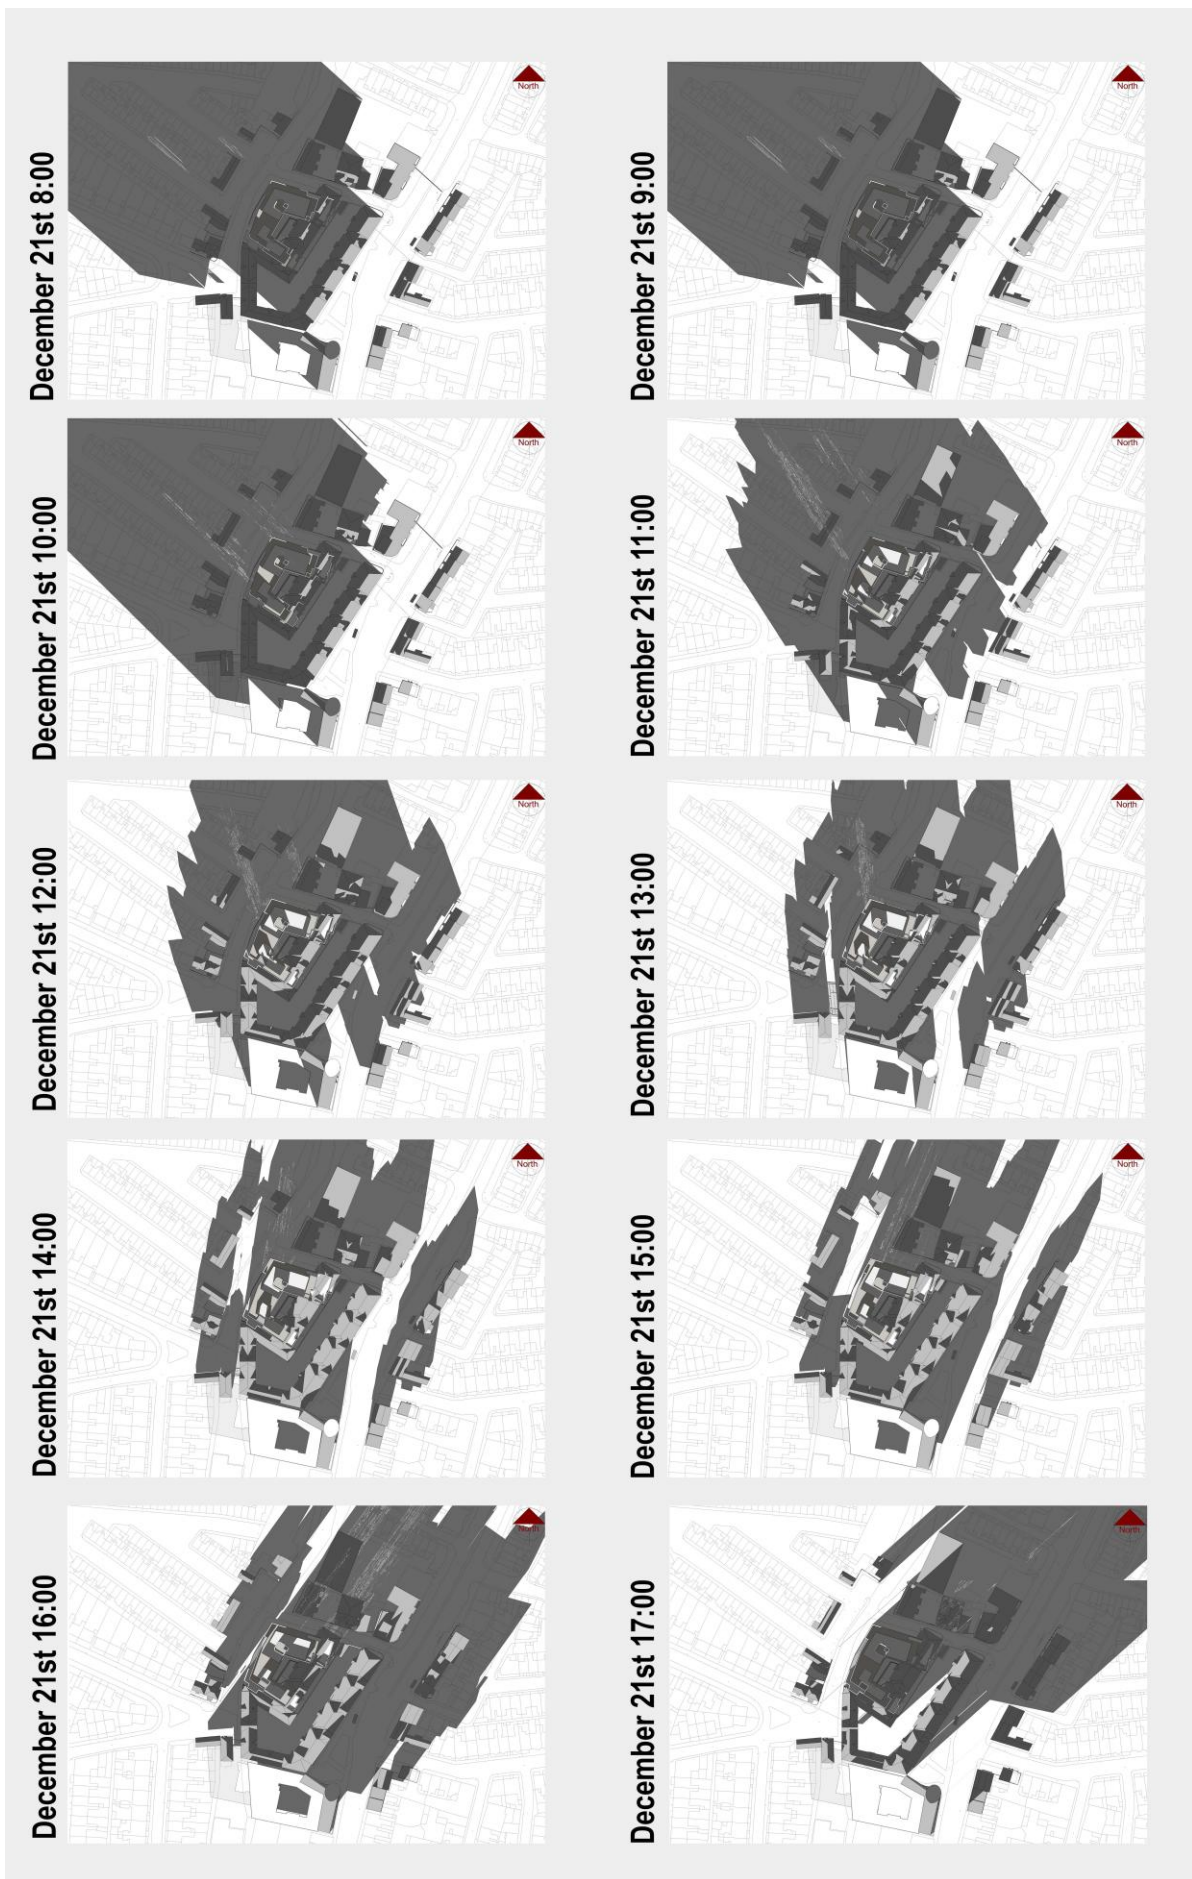 December 21st 8:00
North
December 21st 9:00
North
December 21st 10:00
North
December 21st 11:00
North
December 21st 12:00
North
December 21st 13:00
North
December 21st 14:00
North
December 21st 15:00
North
December 21st 16:00
North
December 21st 17:00
North